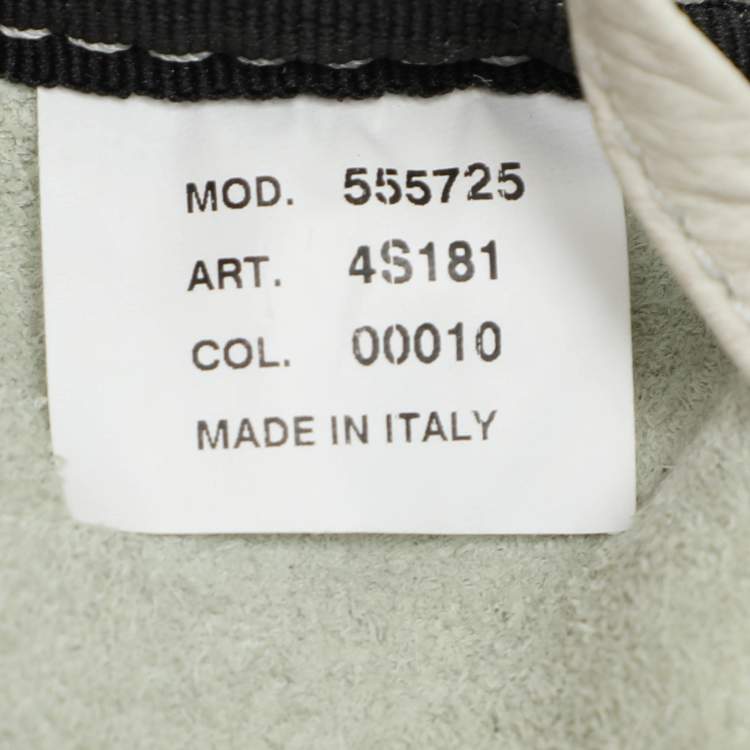 MOD. 555725
ART. 4S181
COL. 00010
MADE IN ITALY